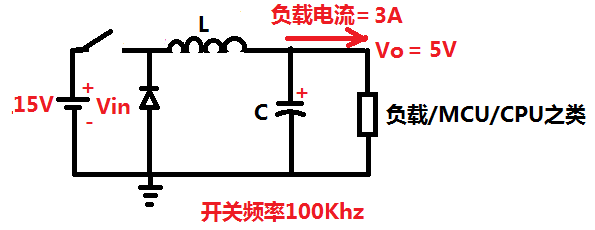 负载电流= 3A
L
Vo = 5V
+
15V
Vin
-
+
C
负载/MCU/CPU之类
开关频率100Khz